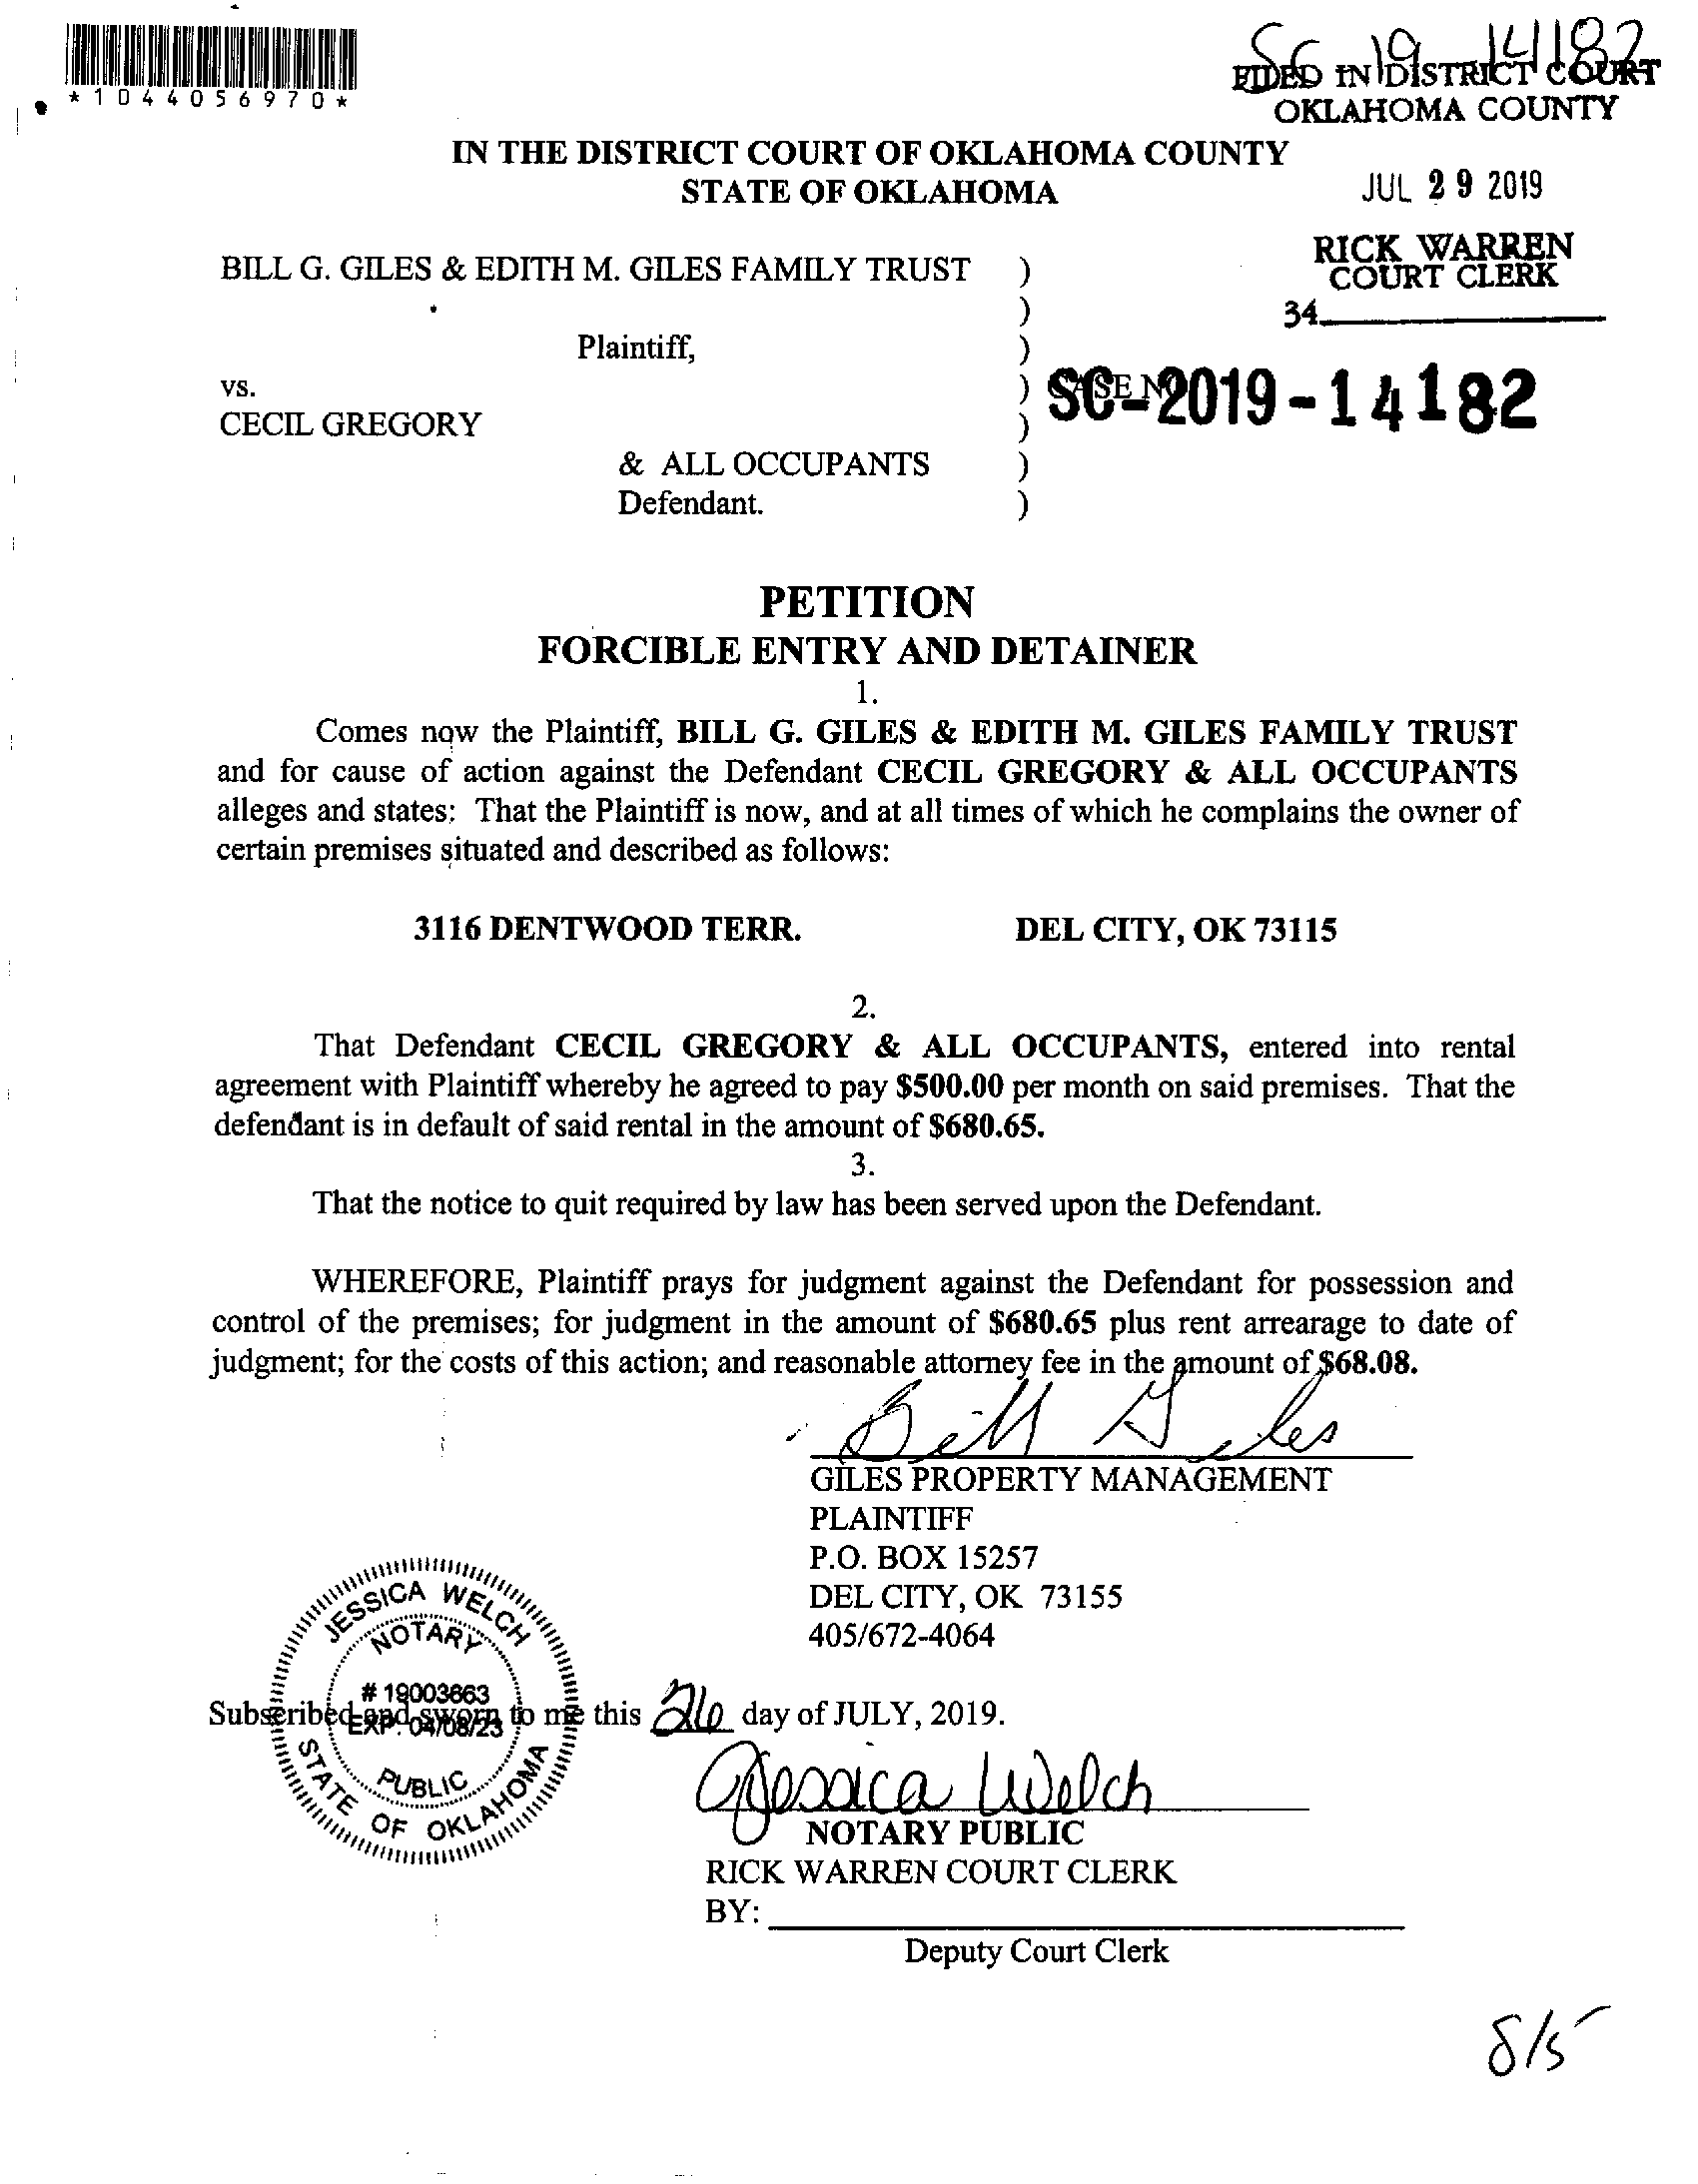 *1044056970*
SC-19-14182
FILED IN DISTRICT COURT
OKLAHOMA COUNTY
IN THE DISTRICT COURT OF OKLAHOMA COUNTY
STATE OF OKLAHOMA
JUL 29 2019
RICK WARREN
COURT CLERK
34
BILL G. GILES & EDITH M. GILES FAMILY TRUST )
)
Plaintiff, )
vs. ) CASE NO
SC-2019-14182
CECIL GREGORY )
& ALL OCCUPANTS )
Defendant. )
PETITION
FORCIBLE ENTRY AND DETAINER
1.
Comes now the Plaintiff, BILL G. GILES & EDITH M. GILES FAMILY TRUST
and for cause of action against the Defendant CECIL GREGORY & ALL OCCUPANTS
alleges and states: That the Plaintiff is now, and at all times of which he complains the owner of
certain premises situated and described as follows:
3116 DENTWOOD TERR. DEL CITY, OK 73115
2.
That Defendant CECIL GREGORY & ALL OCCUPANTS, entered into rental
agreement with Plaintiff whereby he agreed to pay $500.00 per month on said premises. That the
defendant is in default of said rental in the amount of $680.65.
3.
That the notice to quit required by law has been served upon the Defendant.
WHEREFORE, Plaintiff prays for judgment against the Defendant for possession and
control of the premises; for judgment in the amount of $680.65 plus rent arrearage to date of
judgment; for the costs of this action; and reasonable attorney fee in the amount of $68.08.
Bill Giles
GILES PROPERTY MANAGEMENT
PLAINTIFF
P.O. BOX 15257
DEL CITY, OK 73155
405/672-4064
JESSICA WELCH
NOTARY
# 19003663
EXP. 04/08/23
PUBLIC
STATE OF OKLAHOMA
Subscribed and sworn to me this 26 day of JULY, 2019.
Jessica Welch
NOTARY PUBLIC
RICK WARREN COURT CLERK
BY:
Deputy Court Clerk
8/5